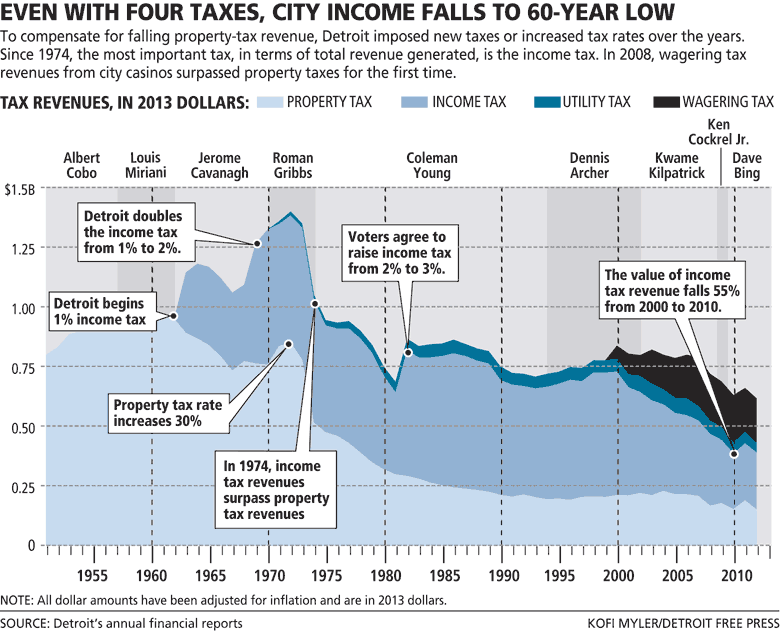 EVEN WITH FOUR TAXES, CITY INCOME FALLS TO 60-YEAR LOW
To compensate for falling property-tax revenue, Detroit imposed new taxes or increased tax rates over the years.
Since 1974, the most important tax, in terms of total revenue generated, is the income tax. In 2008, wagering tax
revenues from city casinos surpassed property taxes for the first time.
TAX REVENUES, IN 2013 DOLLARS: PROPERTY TAX INCOME TAX UTILITY TAX WAGERING TAX
Albert
Cobo
Louis
Miriani
Jerome
Cavanagh
Roman
Gribbs
Coleman
Young
Dennis
Archer
Kwame
Kilpatrick
Ken
Cockrel Jr.
Dave
Bing
$1.5B
1.25
1.00
0.75
0.50
0.25
0
Detroit doubles
the income tax
from 1% to 2%.
Voters agree to
raise income tax
from 2% to 3%.
The value of income
tax revenue falls 55%
from 2000 to 2010.
Detroit begins
1% income tax
Property tax rate
increases 30%
In 1974, income
tax revenues
surpass property
tax revenues
1955 1960 1965 1970 1975 1980 1985 1990 1995 2000 2005 2010
NOTE: All dollar amounts have been adjusted for inflation and are in 2013 dollars.
SOURCE: Detroit's annual financial reports
KOFI MYLER/DETROIT FREE PRESS